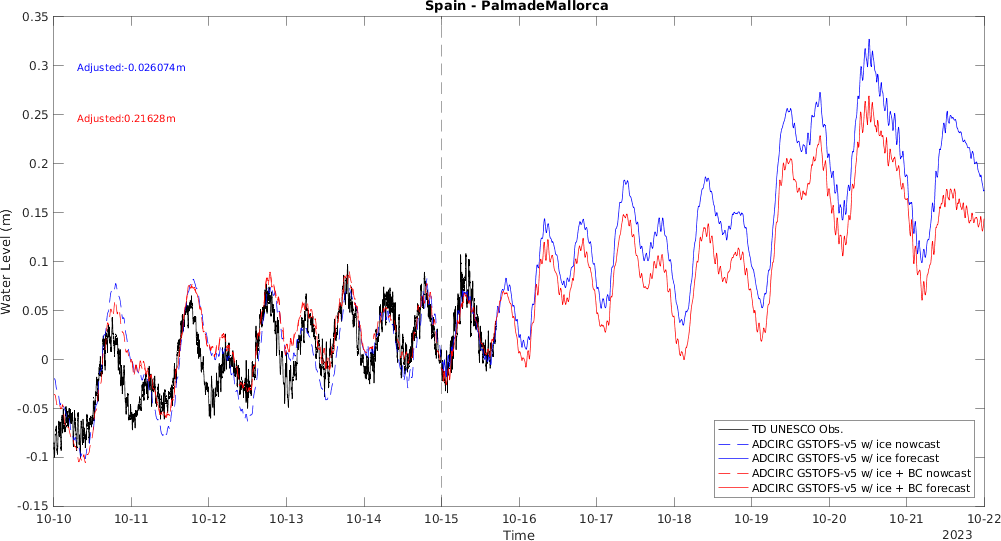 Spain - PalmadeMallorca
0.35
0.3
0.25
0.2
0.15
0.1
0.05
0
-0.05
-0.1
-0.15
Water Level (m)
Adjusted:-0.026074m
Adjusted:0.21628m
TD UNESCO Obs.
ADCIRC GSTOFS-v5 w/ ice nowcast
ADCIRC GSTOFS-v5 w/ ice forecast
ADCIRC GSTOFS-v5 w/ ice + BC nowcast
ADCIRC GSTOFS-v5 w/ ice + BC forecast
10-10 10-11 10-12 10-13 10-14 10-15 10-16 10-17 10-18 10-19 10-20 10-21 10-22
Time
2023